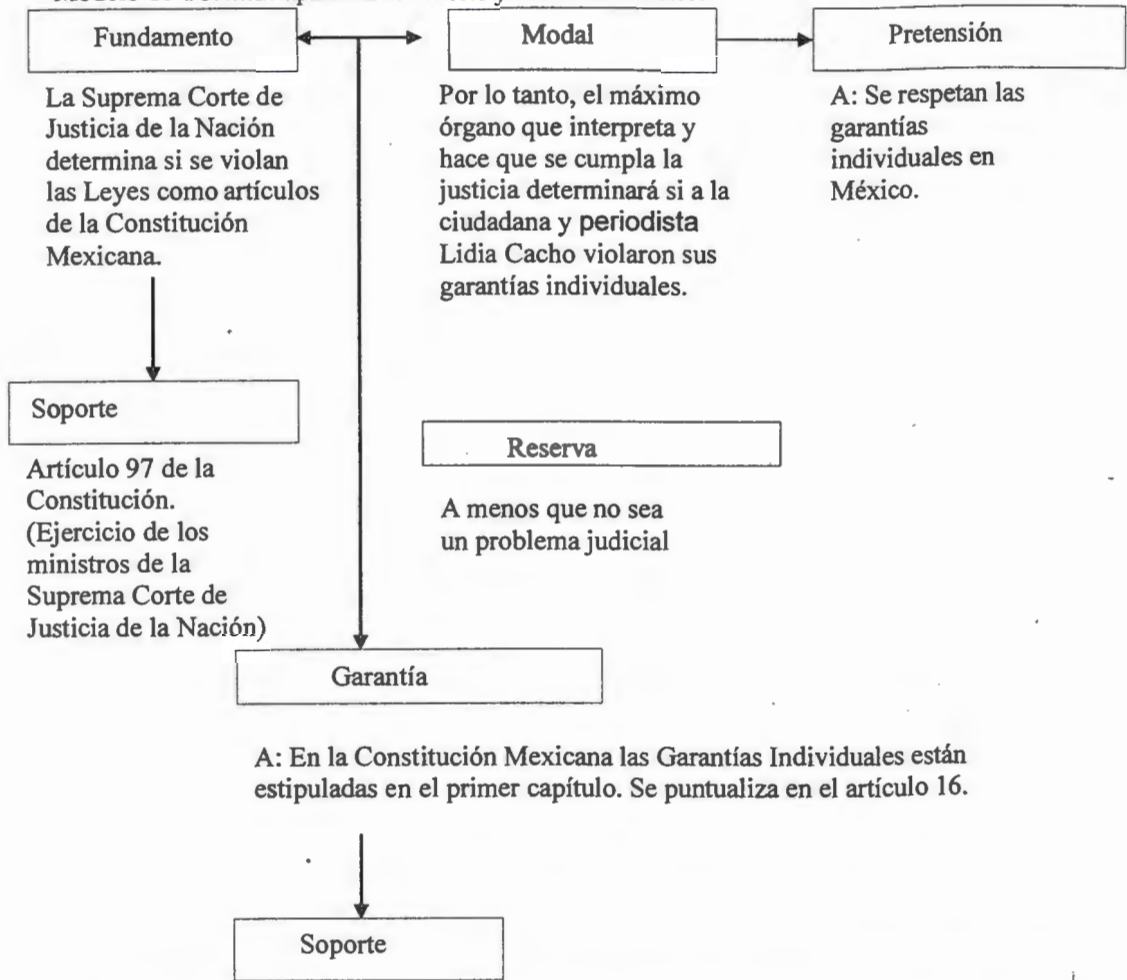 Fundamento
Modal
Pretensión
La Suprema Corte de
Justicia de la Nación
determina si se violan
las Leyes como artículos
de la Constitución
Mexicana.
Por lo tanto, el máximo
órgano que interpreta y
hace que se cumpla la
justicia determinará si a la
ciudadana y periodista
Lidia Cacho violaron sus
garantías individuales.
A: Se respetan las
garantías
individuales en
México.
Soporte
Artículo 97 de la
Constitución.
(Ejercicio de los
ministros de la
Suprema Corte de
Justicia de la Nación)
Reserva
A menos que no sea
un problema judicial
Garantía
A: En la Constitución Mexicana las Garantías Individuales están
estipuladas en el primer capítulo. Se puntualiza en el artículo 16.
Soporte